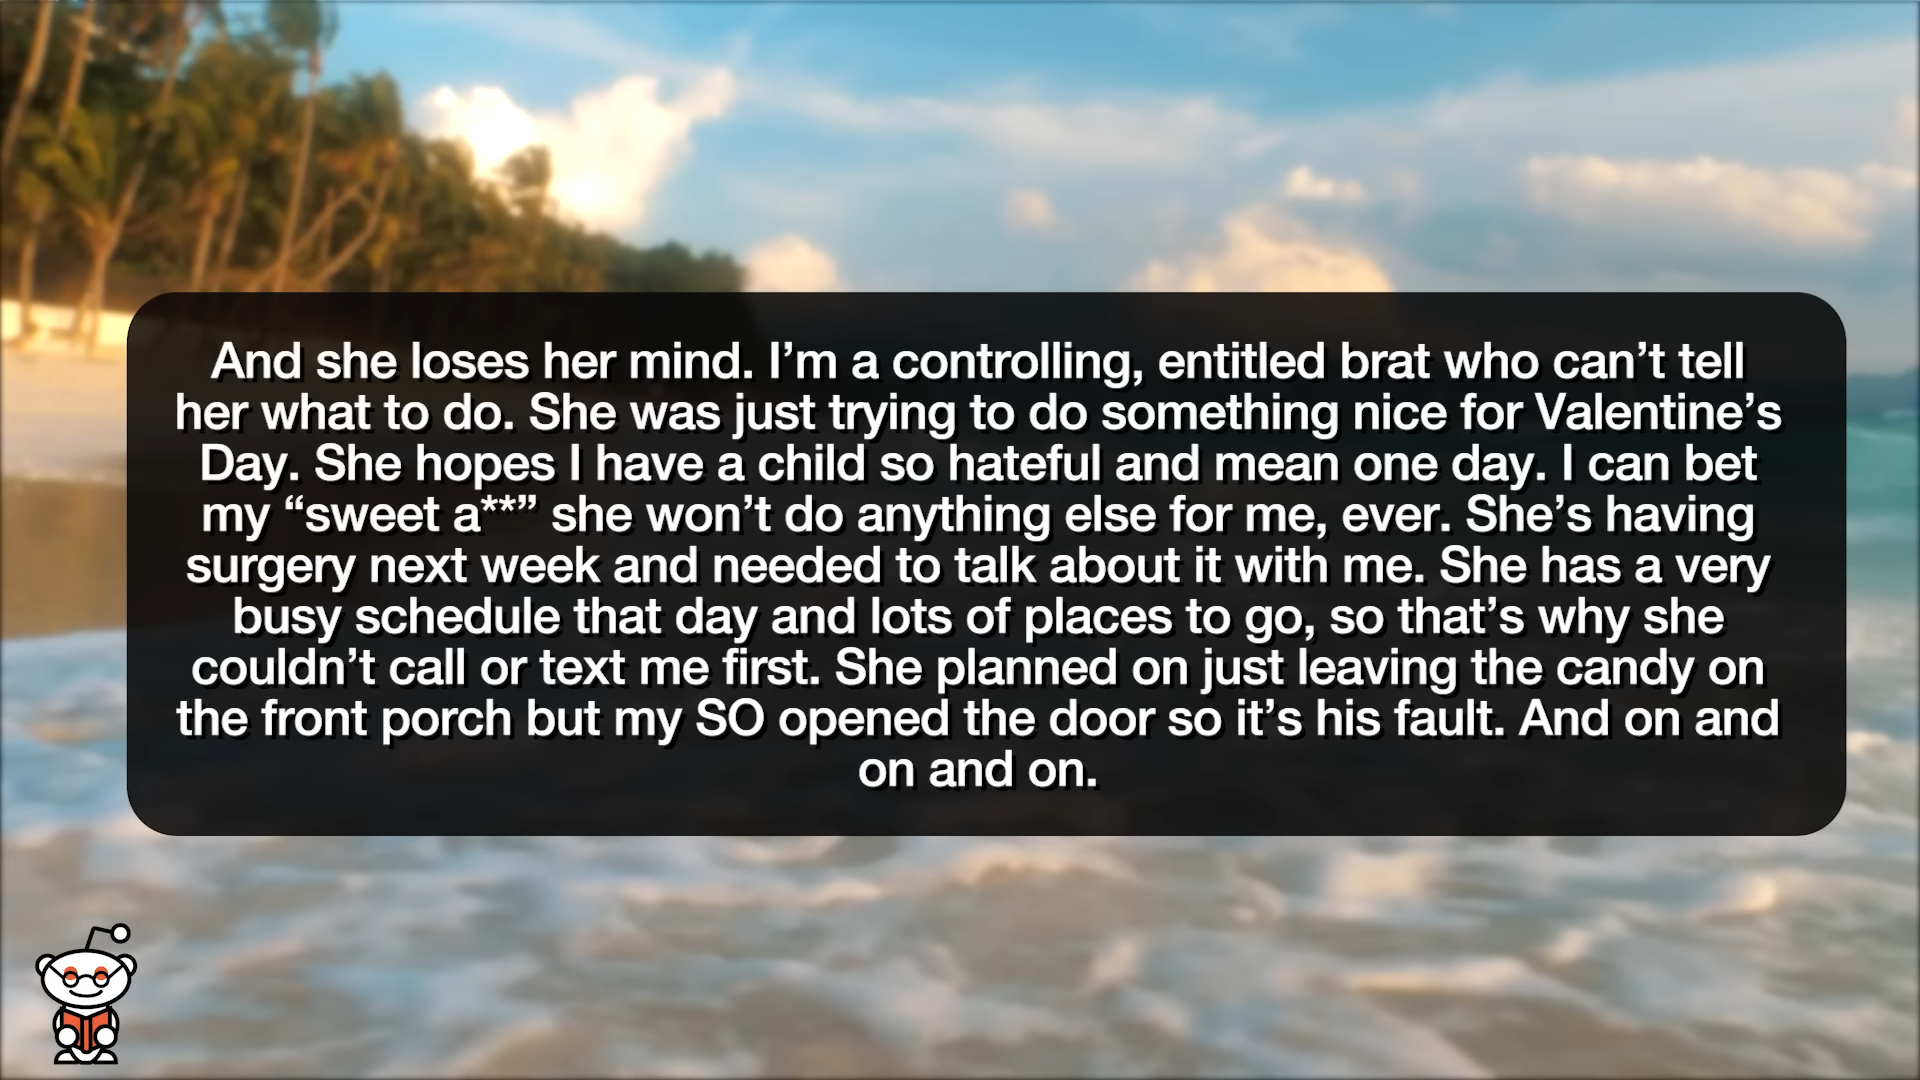 And she loses her mind. I’m a controlling, entitled brat who can’t tell
her what to do. She was just trying to do something nice for Valentine’s
Day. She hopes I have a child so hateful and mean one day. I can bet
my “sweet a**” she won’t do anything else for me, ever. She’s having
surgery next week and needed to talk about it with me. She has a very
busy schedule that day and lots of places to go, so that’s why she
couldn’t call or text me first. She planned on just leaving the candy on
the front porch but my SO opened the door so it’s his fault. And on and
on and on.